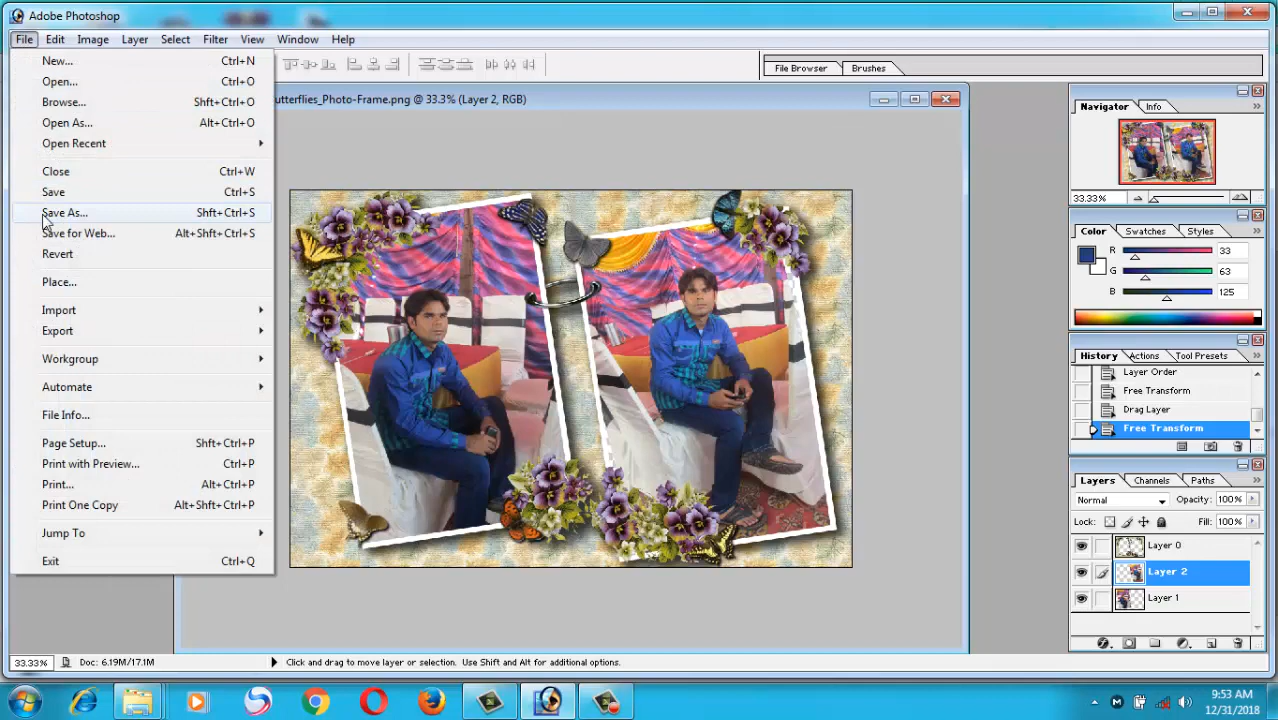 Adobe Photoshop
File Edit Image Layer Select Filter View Window Help
File Browser Brushes
New... Ctrl+N
Open... Ctrl+O
Browse... Shft+Ctrl+O
Open As... Alt+Ctrl+O
Open Recent
Close Ctrl+W
Save Ctrl+S
Save As... Shft+Ctrl+S
Save for Web... Alt+Shft+Ctrl+S
Revert
Place...
Import
Export
Workgroup
Automate
File Info...
Page Setup... Shft+Ctrl+P
Print with Preview... Ctrl+P
Print... Alt+Ctrl+P
Print One Copy Alt+Shft+Ctrl+P
Jump To
Exit Ctrl+Q
utterflies_Photo-Frame.png @ 33.3% (Layer 2, RGB)
Navigator Info
33.33%
Color Swatches Styles
R 33
G 63
B 125
History Actions Tool Presets
Layer Order
Free Transform
Drag Layer
Free Transform
Layers Channels Paths
Normal Opacity: 100%
Lock: Fill: 100%
Layer 0
Layer 2
Layer 1
33.33% Doc: 6.19M/17.1M Click and drag to move layer or selection. Use Shift and Alt for additional options.
9:53 AM
12/31/2018